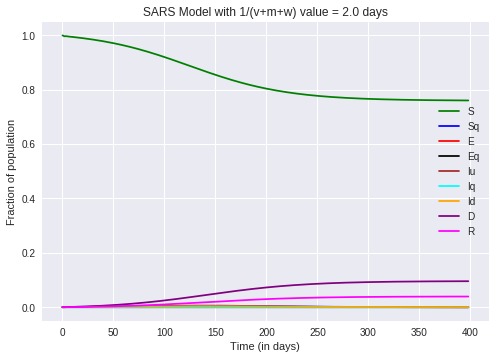 SARS Model with 1/(v+m+w) value = 2.0 days
Fraction of population
1.0
0.8
0.6
0.4
0.2
0.0
S
Sq
E
Eq
Iu
Iq
Id
D
R
0 50 100 150 200 250 300 350 400
Time (in days)